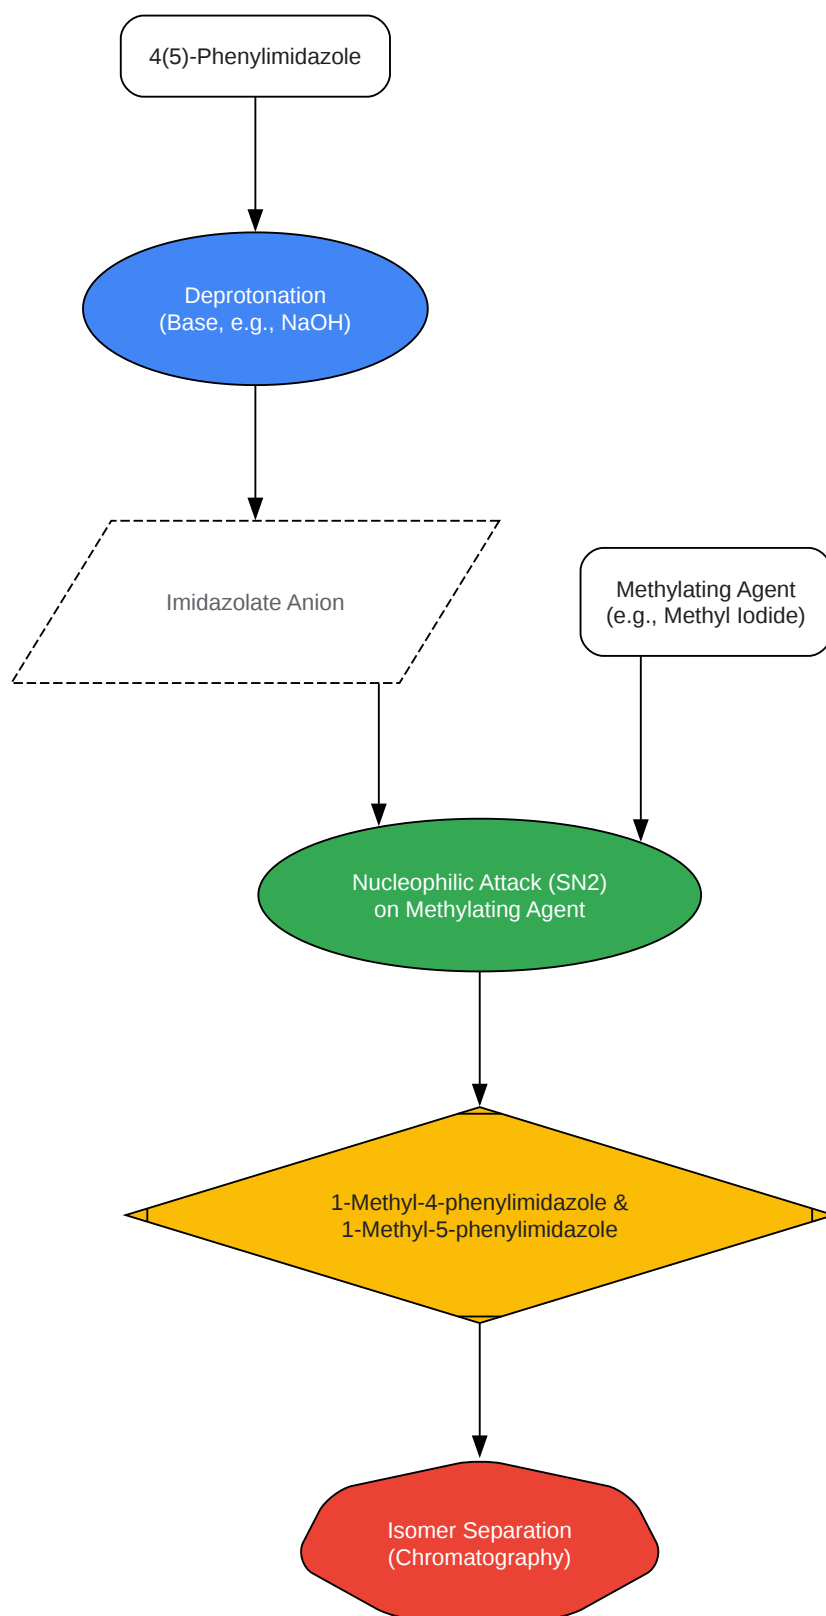 4(5)-Phenylimidazole
Deprotonation
(Base, e.g., NaOH)
Imidazolate Anion
Methylating Agent
(e.g., Methyl Iodide)
Nucleophilic Attack (SN2)
on Methylating Agent
1-Methyl-4-phenylimidazole &
1-Methyl-5-phenylimidazole
Isomer Separation
(Chromatography)